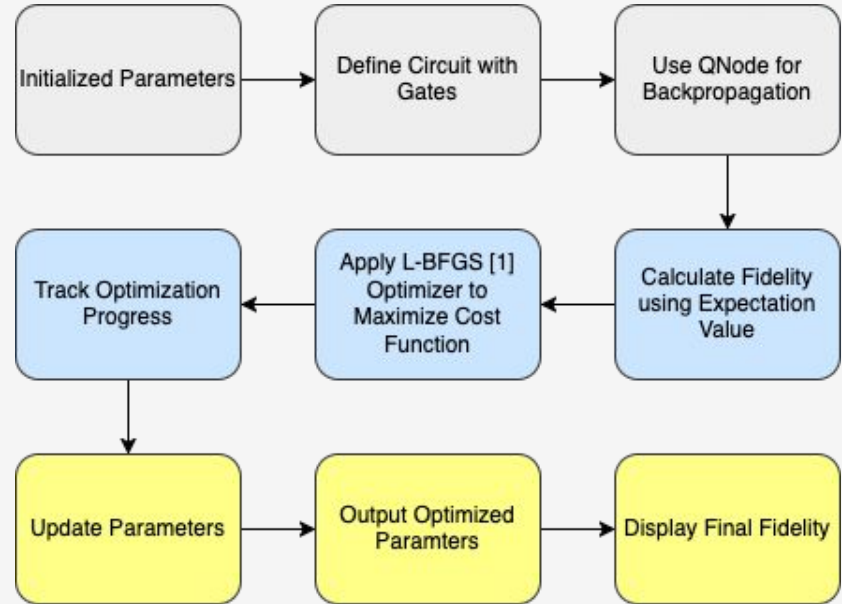 Initialized Parameters
Define Circuit with
Gates
Use QNode for
Backpropagation
Calculate Fidelity
using Expectation
Value
Apply L-BFGS [1]
Optimizer to
Maximize Cost
Function
Track Optimization
Progress
Update Parameters
Output Optimized
Paramters
Display Final Fidelity